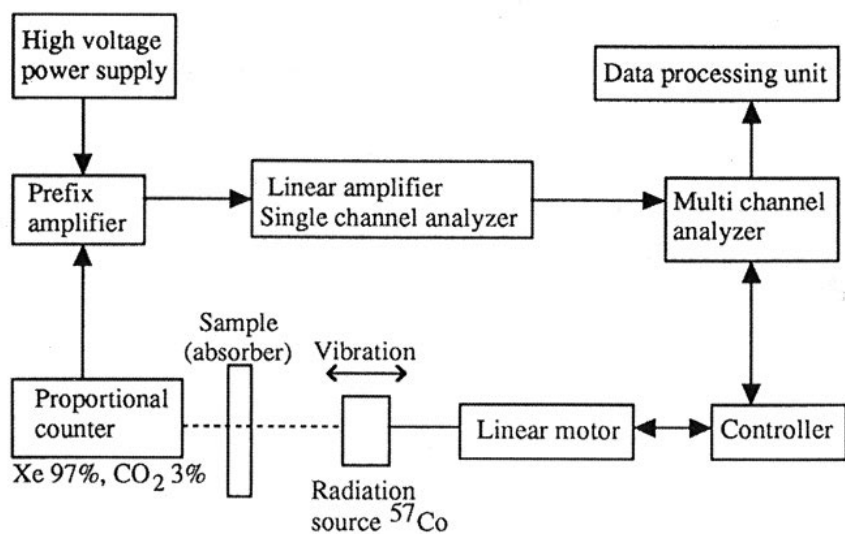 High voltage
power supply
Data processing unit
Prefix
amplifier
Linear amplifier
Single channel analyzer
Multi channel
analyzer
Sample
(absorber)
Vibration
Proportional
counter
Linear motor
Controller
Xe 97%, CO₂ 3%
Radiation
source ⁵⁷Co